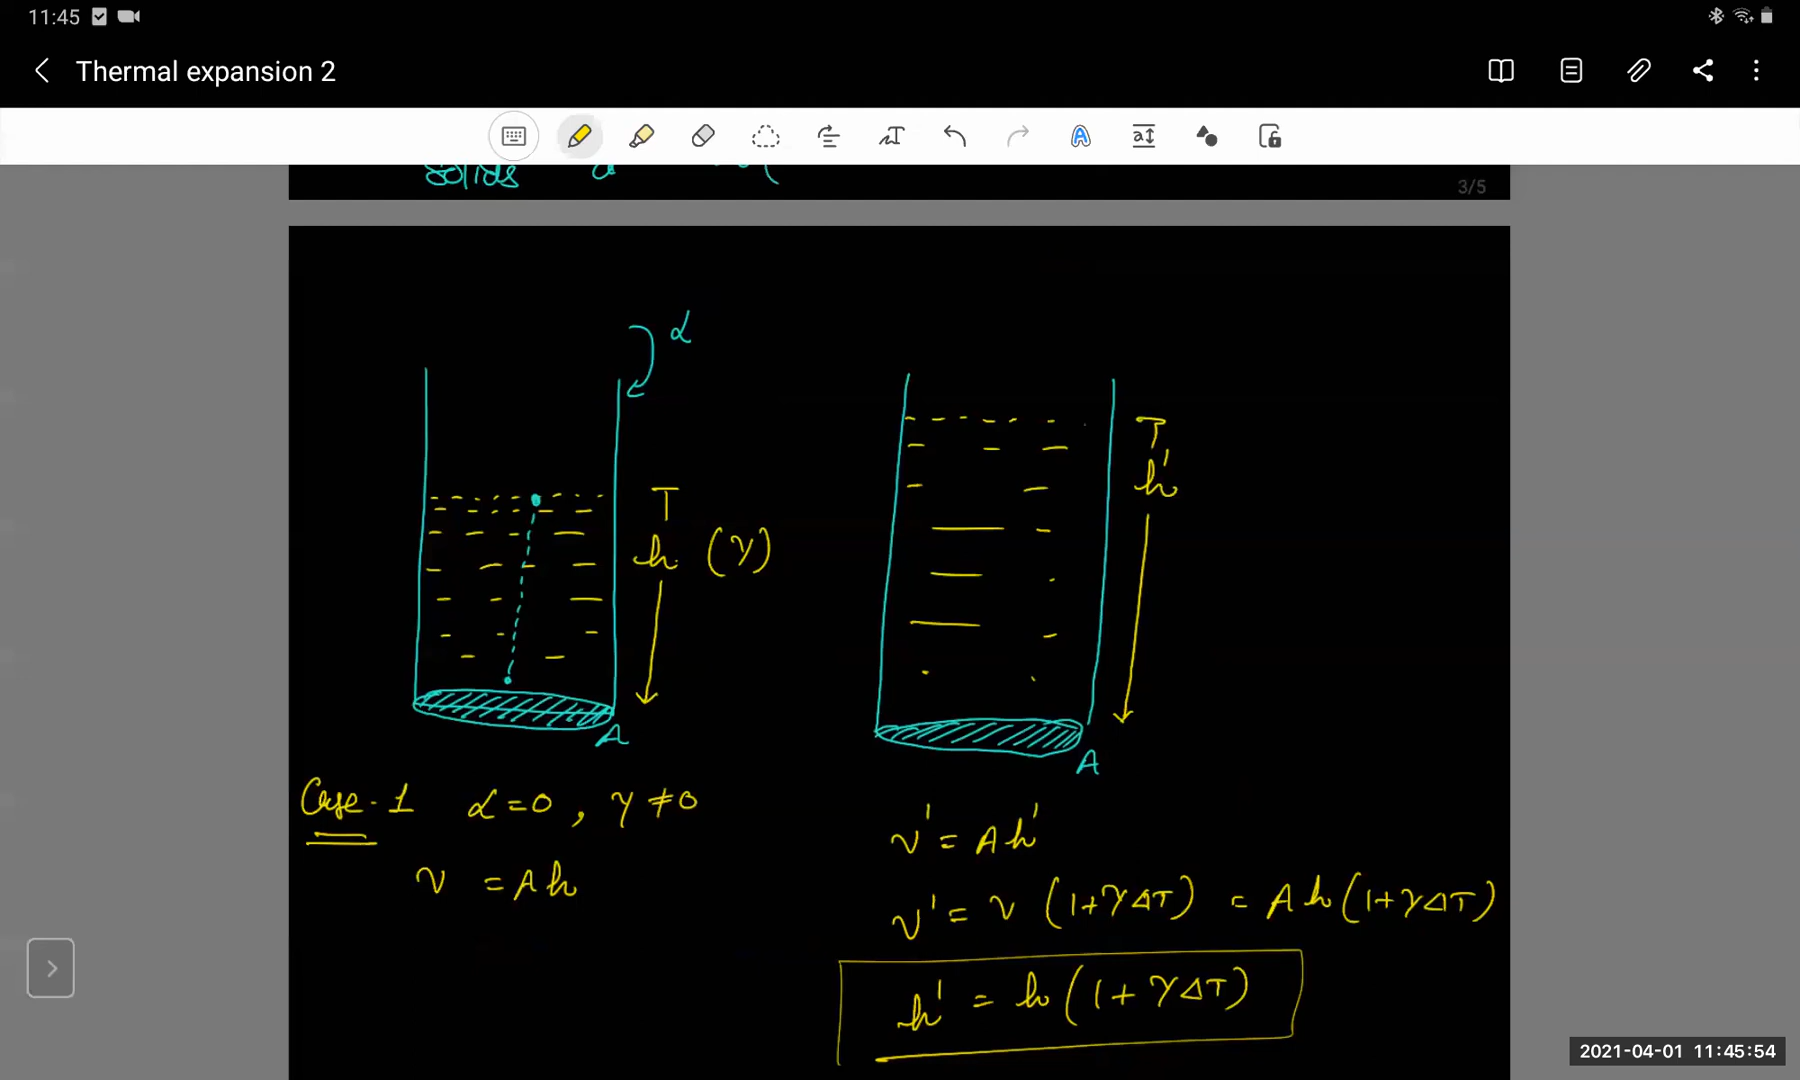 11:45
Thermal expansion 2
solids
3/5
α
T
h (γ)
A
T
h'
A
Case-1 α=0, γ≠0
v = Ah
v' = Ah'
v' = v (1+γΔT) = Ah(1+γΔT)
h' = h(1+γΔT)
2021-04-01 11:45:54